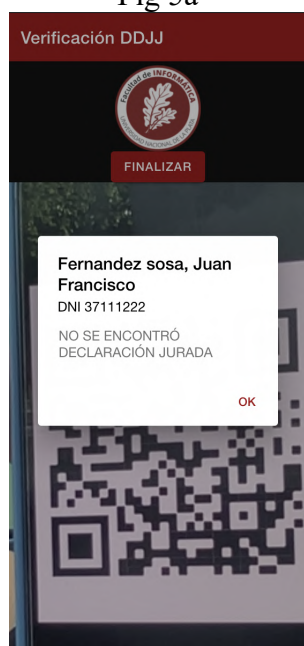 Fig 5a
Verificación DDJJ
Facultad de INFORMÁTICA
UNIVERSIDAD NACIONAL DE LA PLATA
FINALIZAR
Fernandez sosa, Juan
Francisco
DNI 37111222
NO SE ENCONTRÓ
DECLARACIÓN JURADA
OK